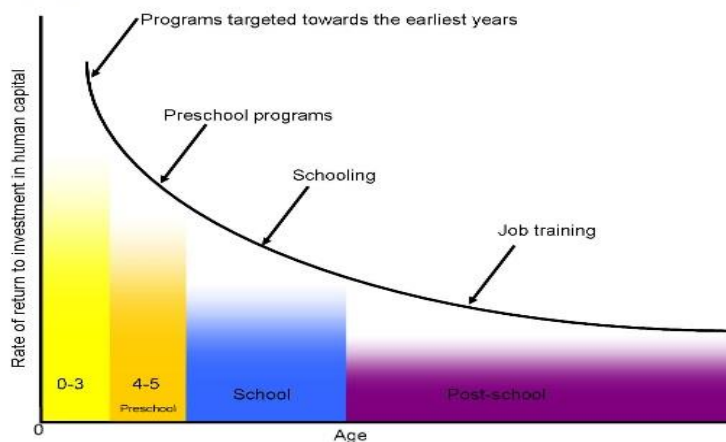 Programs targeted towards the earliest years
Preschool programs
Schooling
Job training
Rate of return to investment in human capital
0-3
4-5
Preschool
School
Post-school
0
Age